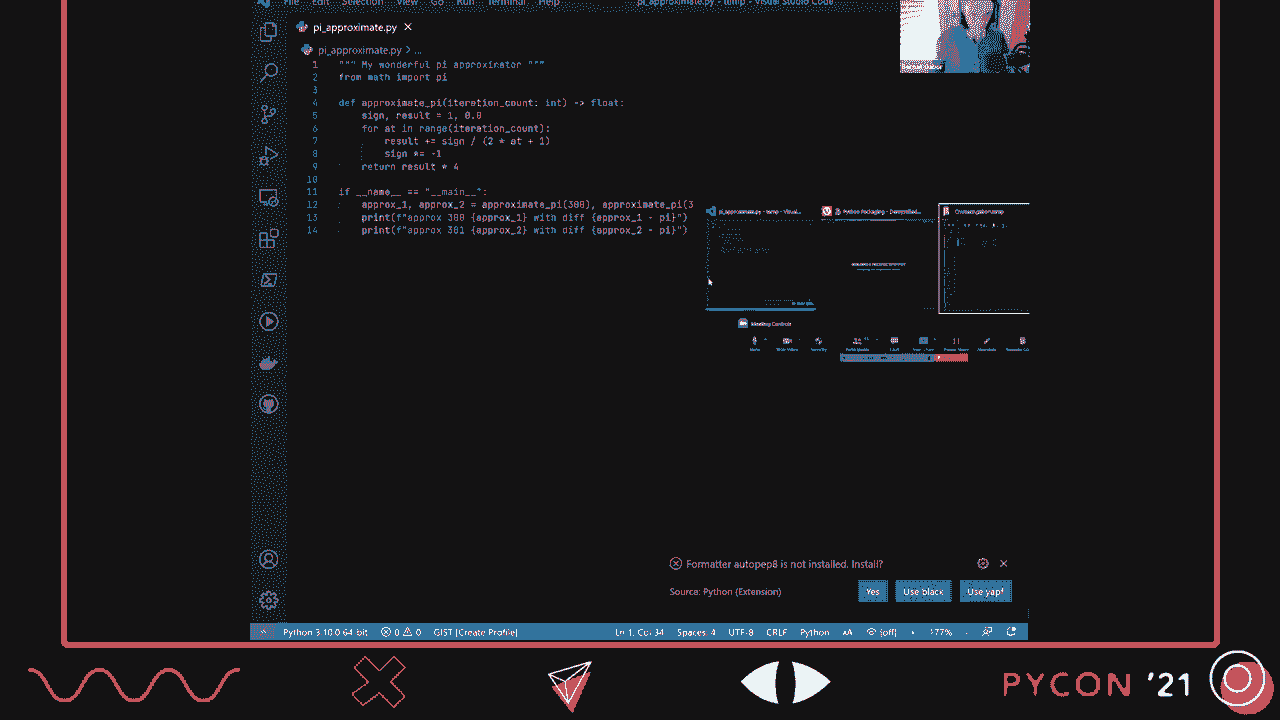 File Edit Selection View Go Run Terminal Help pi_approximate.py - temp - Visual Studio Code
pi_approximate.py
pi_approximate.py > ...
1 """ My wonderful pi approximator """
2 from math import pi
3
4 def approximate_pi(iteration_count: int) -> float:
5 sign, result = 1, 0.0
6 for at in range(iteration_count):
7 result += sign / (2 * at + 1)
8 sign *= -1
9 return result * 4
10
11 if __name__ == "__main__":
12 approx_1, approx_2 = approximate_pi(300), approximate_pi(3
13 print(f"approx 300 {approx_1} with diff {approx_1 - pi}")
14 print(f"approx 301 {approx_2} with diff {approx_2 - pi}")
pi_approximate.py - temp - Visual...
Python Packaging - Demystified...
Meeting Controls
Formatter autopep8 is not installed. Install?
Source: Python (Extension) Yes Use black Use yapf
Python 3.10.0 64-bit 0 0 GIST [Create Profile] Ln 1, Col 34 Spaces: 4 UTF-8 CRLF Python (off) 177%
PYCON '21